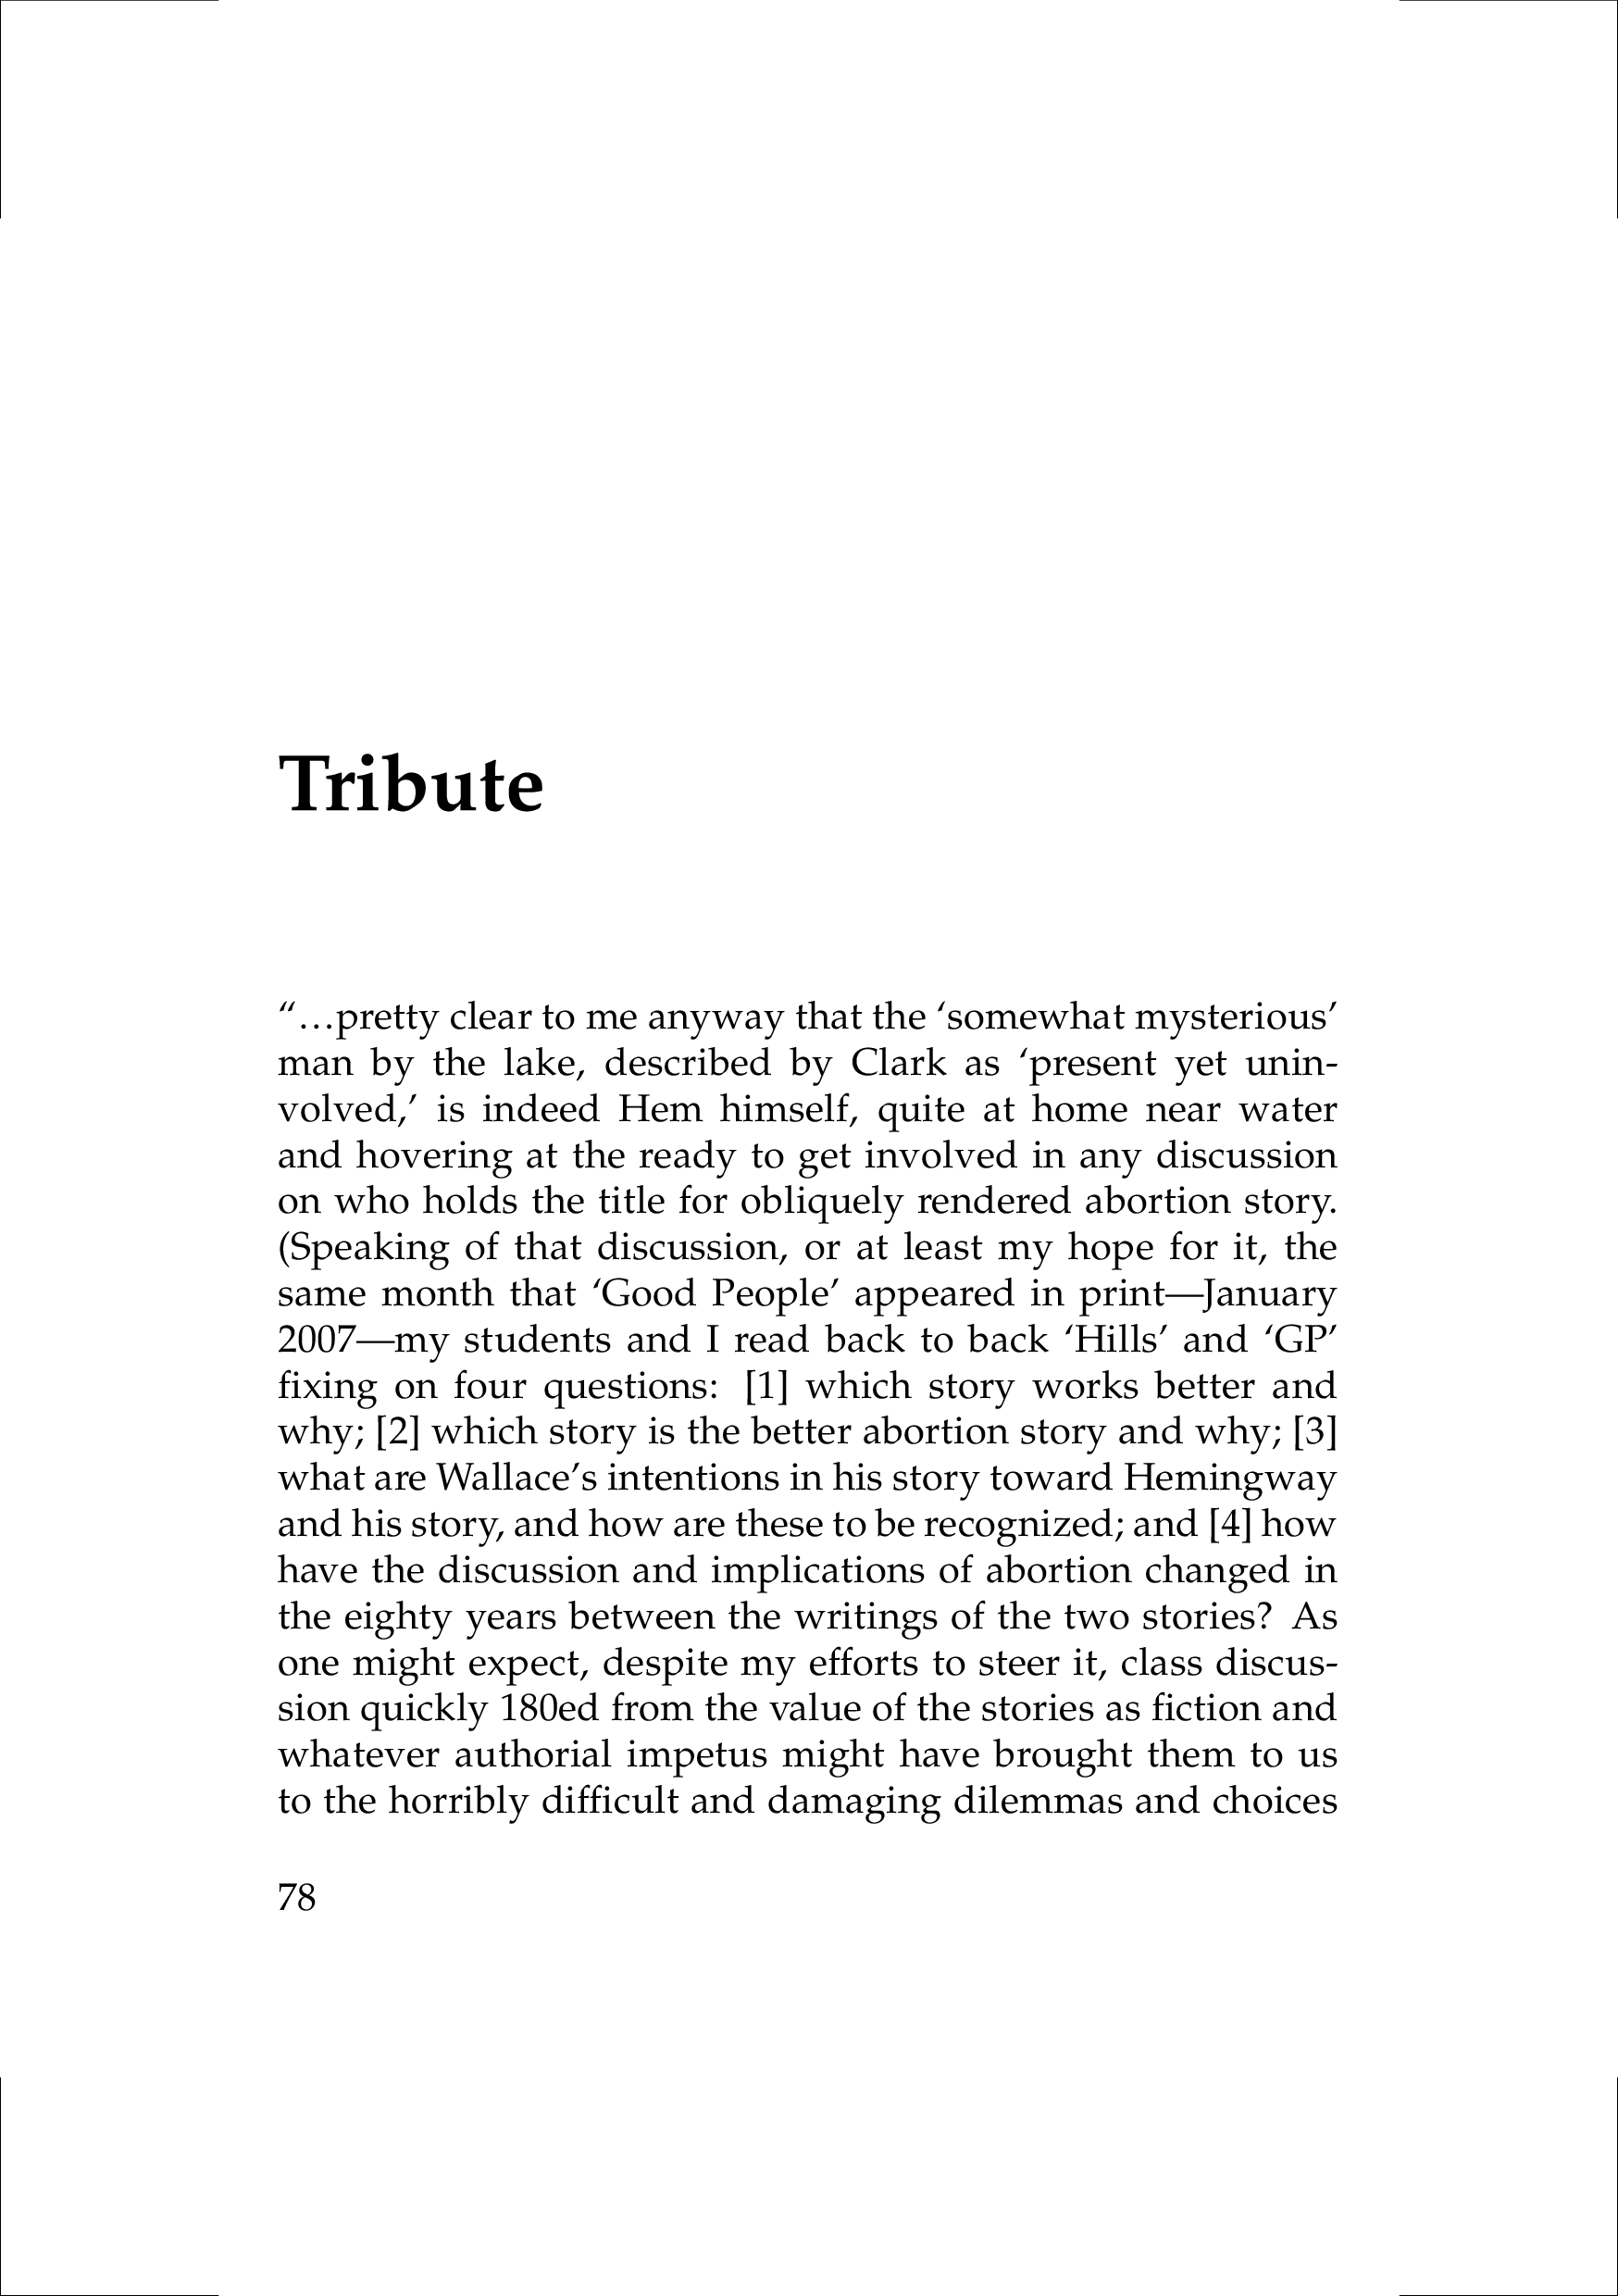 Tribute
“…pretty clear to me anyway that the ‘somewhat mysterious’
man by the lake, described by Clark as ‘present yet unin-
volved,’ is indeed Hem himself, quite at home near water
and hovering at the ready to get involved in any discussion
on who holds the title for obliquely rendered abortion story.
(Speaking of that discussion, or at least my hope for it, the
same month that ‘Good People’ appeared in print—January
2007—my students and I read back to back ‘Hills’ and ‘GP’
fixing on four questions: [1] which story works better and
why; [2] which story is the better abortion story and why; [3]
what are Wallace’s intentions in his story toward Hemingway
and his story, and how are these to be recognized; and [4] how
have the discussion and implications of abortion changed in
the eighty years between the writings of the two stories? As
one might expect, despite my efforts to steer it, class discus-
sion quickly 180ed from the value of the stories as fiction and
whatever authorial impetus might have brought them to us
to the horribly difficult and damaging dilemmas and choices
78